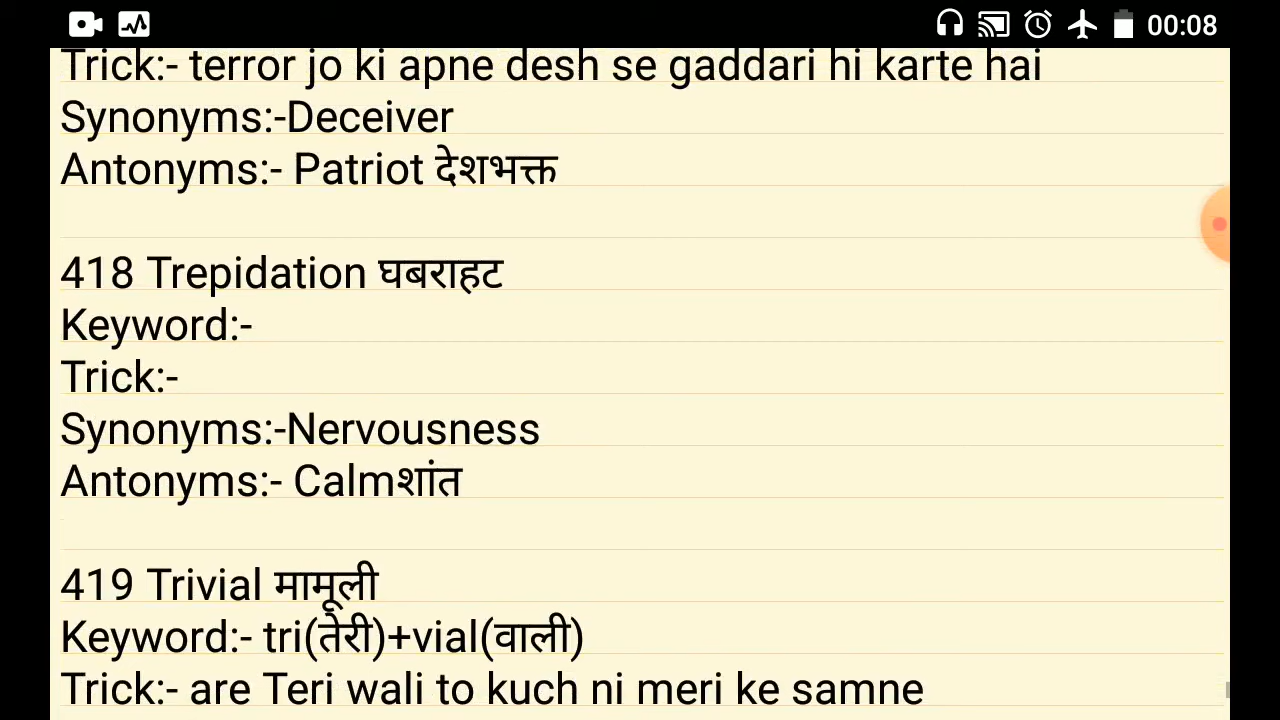 00:08
Trick:- terror jo ki apne desh se gaddari hi karte hai
Synonyms:-Deceiver
Antonyms:- Patriot देशभक्त
418 Trepidation घबराहट
Keyword:-
Trick:-
Synonyms:-Nervousness
Antonyms:- Calmशांत
419 Trivial मामूली
Keyword:- tri(तेरी)+vial(वाली)
Trick:- are Teri wali to kuch ni meri ke samne